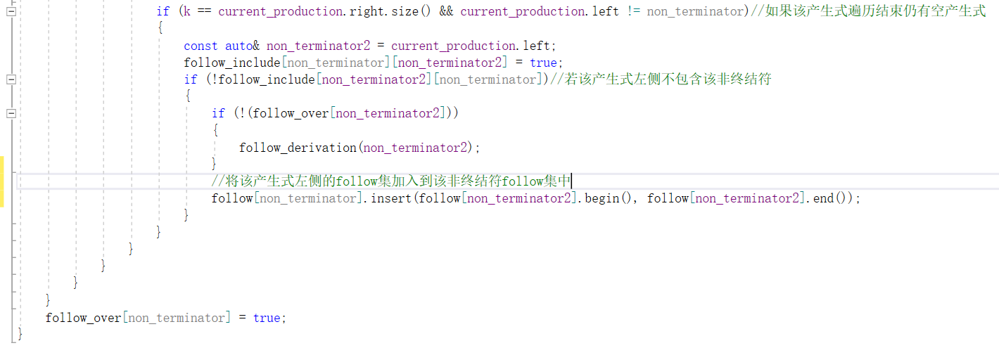 if (k == current_production.right.size() && current_production.left != non_terminator)//如果该产生式遍历结束仍有空产生式
{
const auto& non_terminator2 = current_production.left;
follow_include[non_terminator][non_terminator2] = true;
if (!follow_include[non_terminator2][non_terminator])//若该产生式左侧不包含该非终结符
{
if (!(follow_over[non_terminator2]))
{
follow_derivation(non_terminator2);
}
//将该产生式左侧的follow集加入到该非终结符follow集中
follow[non_terminator].insert(follow[non_terminator2].begin(), follow[non_terminator2].end());
}
}
}
}
}
}
follow_over[non_terminator] = true;
}